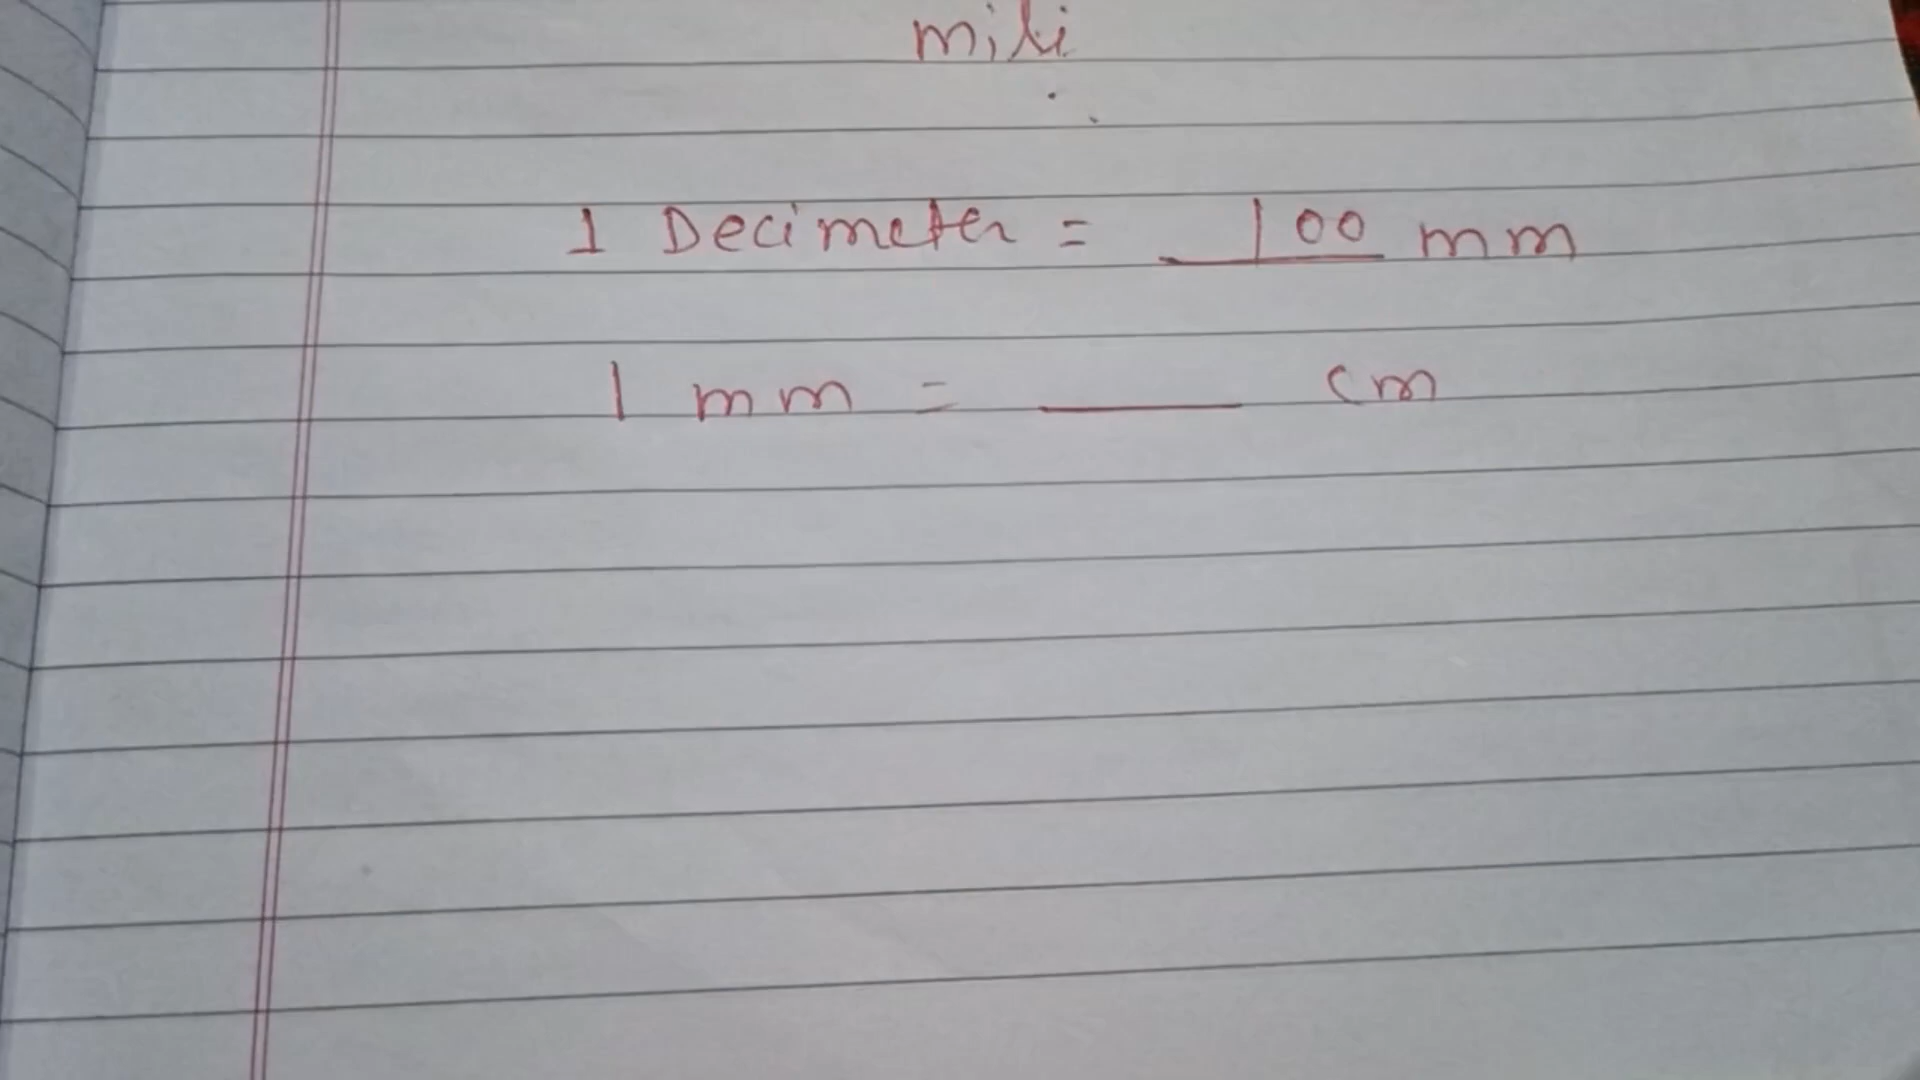 mili
1 Decimeter = 100 mm
1 mm = ____ cm